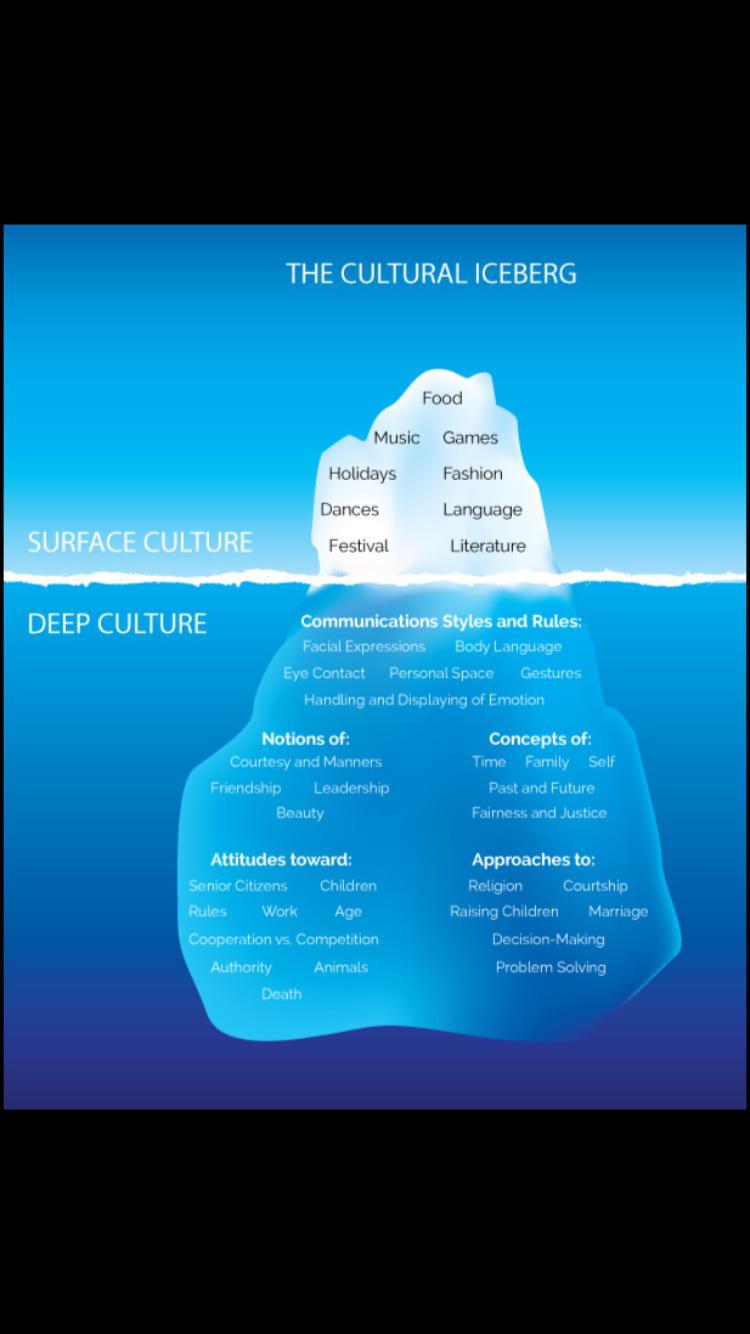 THE CULTURAL ICEBERG
Food
Music Games
Holidays Fashion
Dances Language
Festival Literature
SURFACE CULTURE
DEEP CULTURE
Communications Styles and Rules:
Facial Expressions Body Language
Eye Contact Personal Space Gestures
Handling and Displaying of Emotion
Notions of:
Courtesy and Manners
Friendship Leadership
Beauty
Concepts of:
Time Family Self
Past and Future
Fairness and Justice
Attitudes toward:
Senior Citizens Children
Rules Work Age
Cooperation vs. Competition
Authority Animals
Death
Approaches to:
Religion Courtship
Raising Children Marriage
Decision-Making
Problem Solving